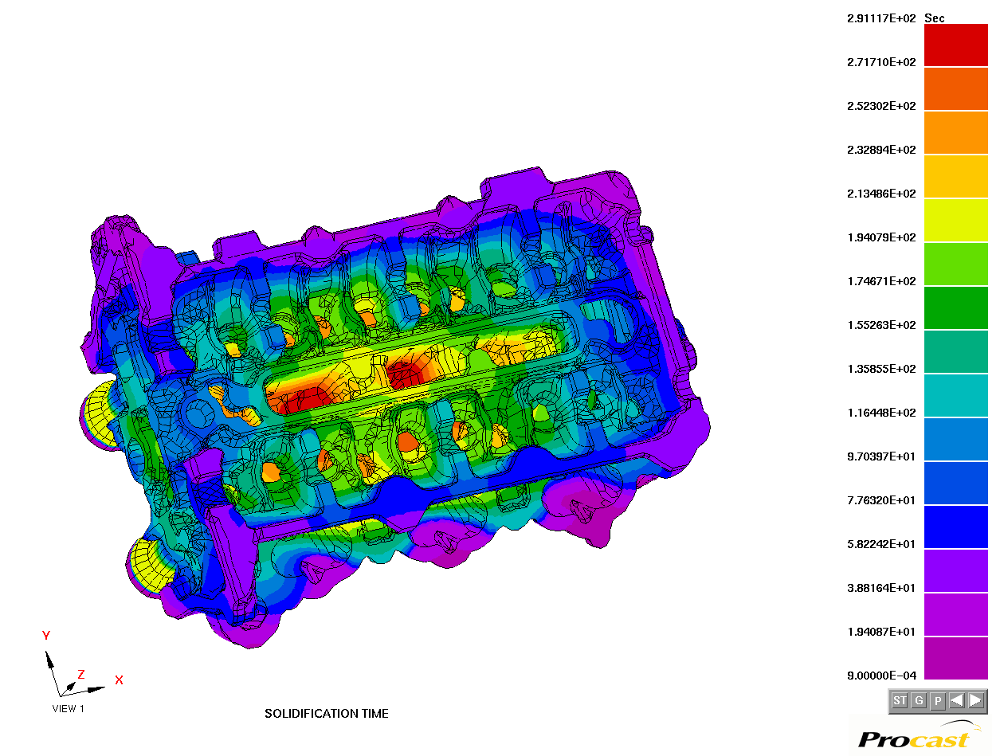 2.91117E+02 Sec
2.71710E+02
2.52302E+02
2.32894E+02
2.13486E+02
1.94079E+02
1.74671E+02
1.55263E+02
1.35855E+02
1.16448E+02
9.70397E+01
7.76320E+01
5.82242E+01
3.88164E+01
1.94087E+01
9.00000E-04
Y
Z
X
VIEW 1
SOLIDIFICATION TIME
ST G P
Procast